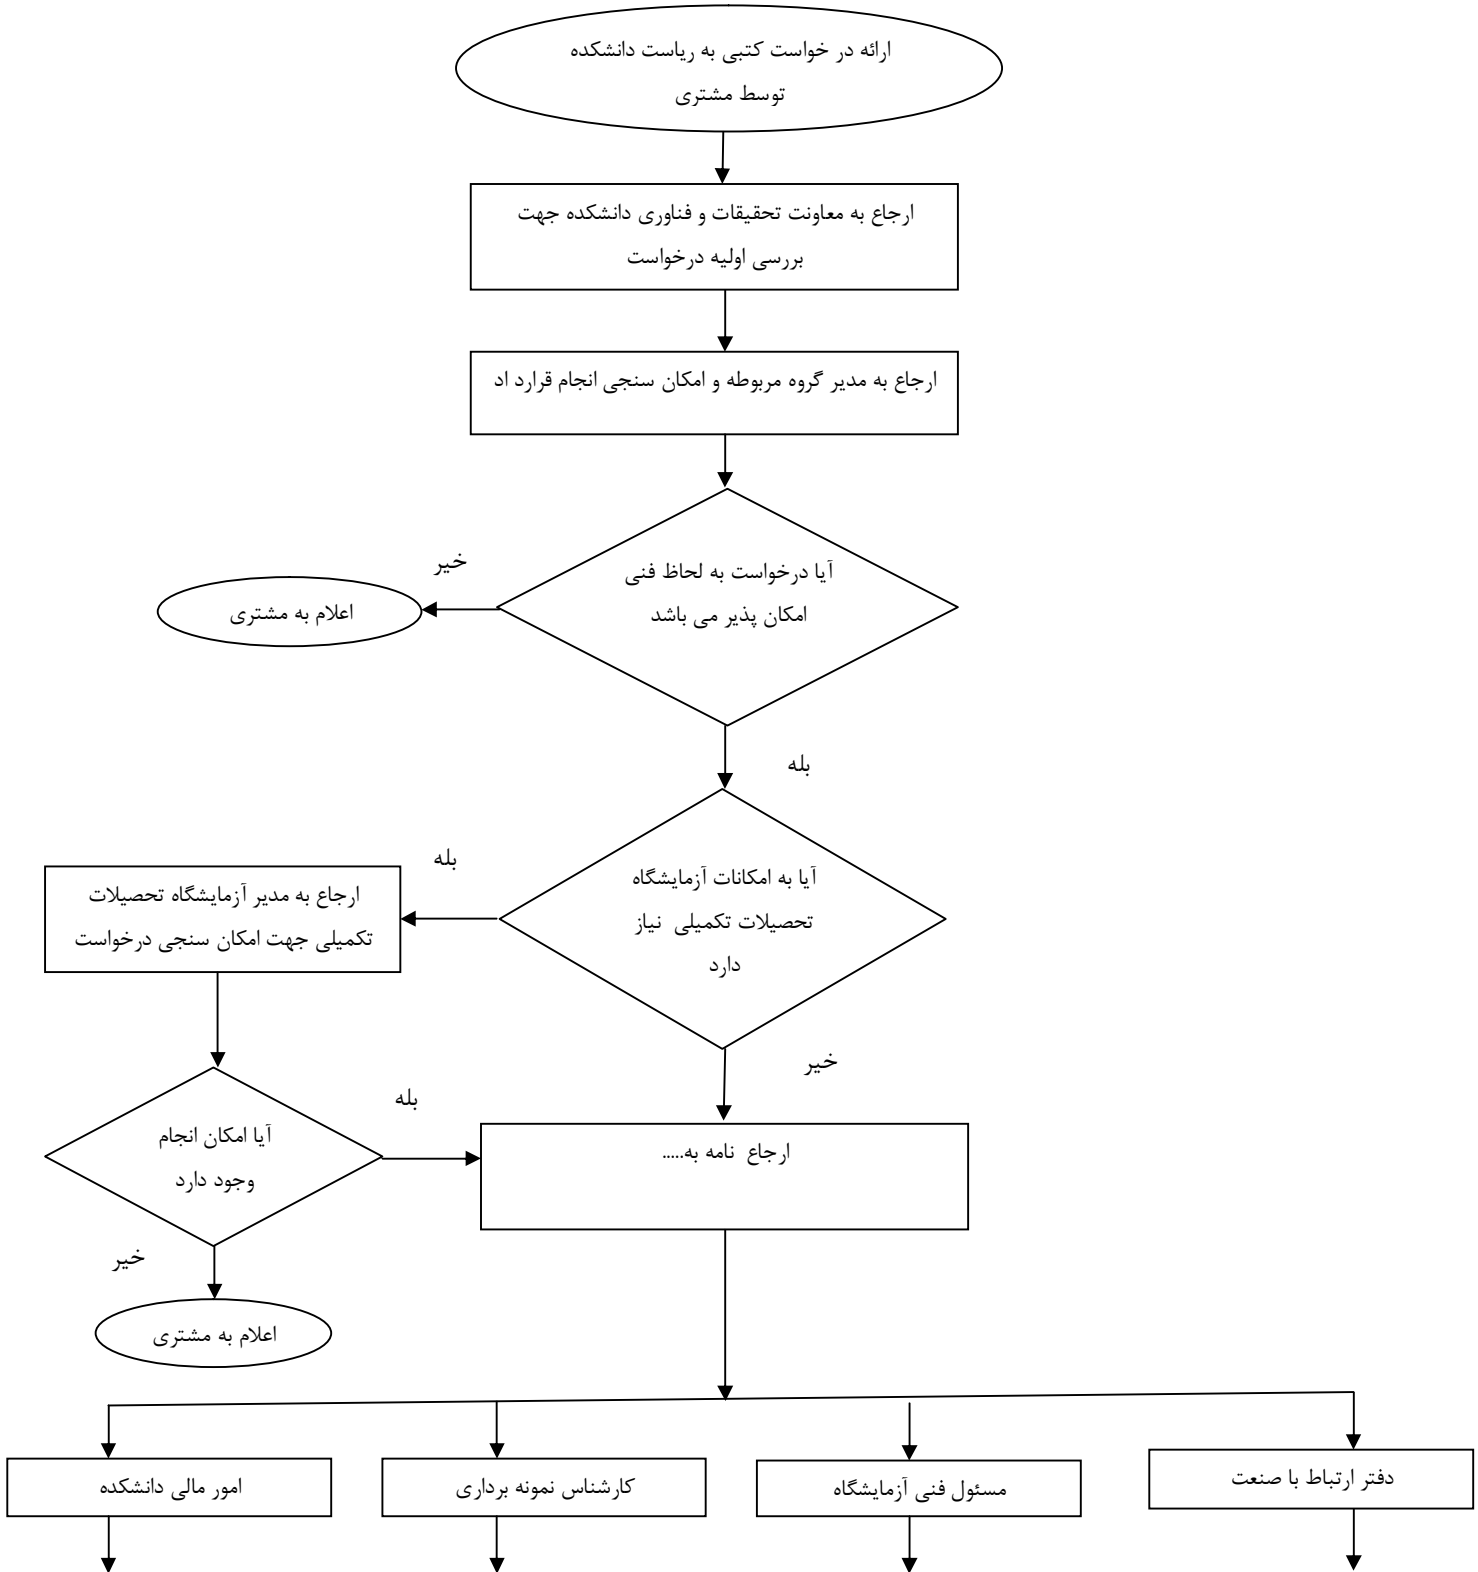 ارائه در خواست کتبی به ریاست دانشکده
توسط مشتری
ارجاع به معاونت تحقیقات و فناوری دانشکده جهت
بررسی اولیه درخواست
ارجاع به مدیر گروه مربوطه و امکان سنجی انجام قرارد اد
آیا درخواست به لحاظ فنی
امکان پذیر می باشد
خیر
اعلام به مشتری
بله
آیا به امکانات آزمایشگاه
تحصیلات تکمیلی نیاز
دارد
بله
ارجاع به مدیر آزمایشگاه تحصیلات
تکمیلی جهت امکان سنجی درخواست
خیر
آیا امکان انجام
وجود دارد
بله
ارجاع نامه به.....
خیر
اعلام به مشتری
دفتر ارتباط با صنعت
مسئول فنی آزمایشگاه
کارشناس نمونه برداری
امور مالی دانشکده